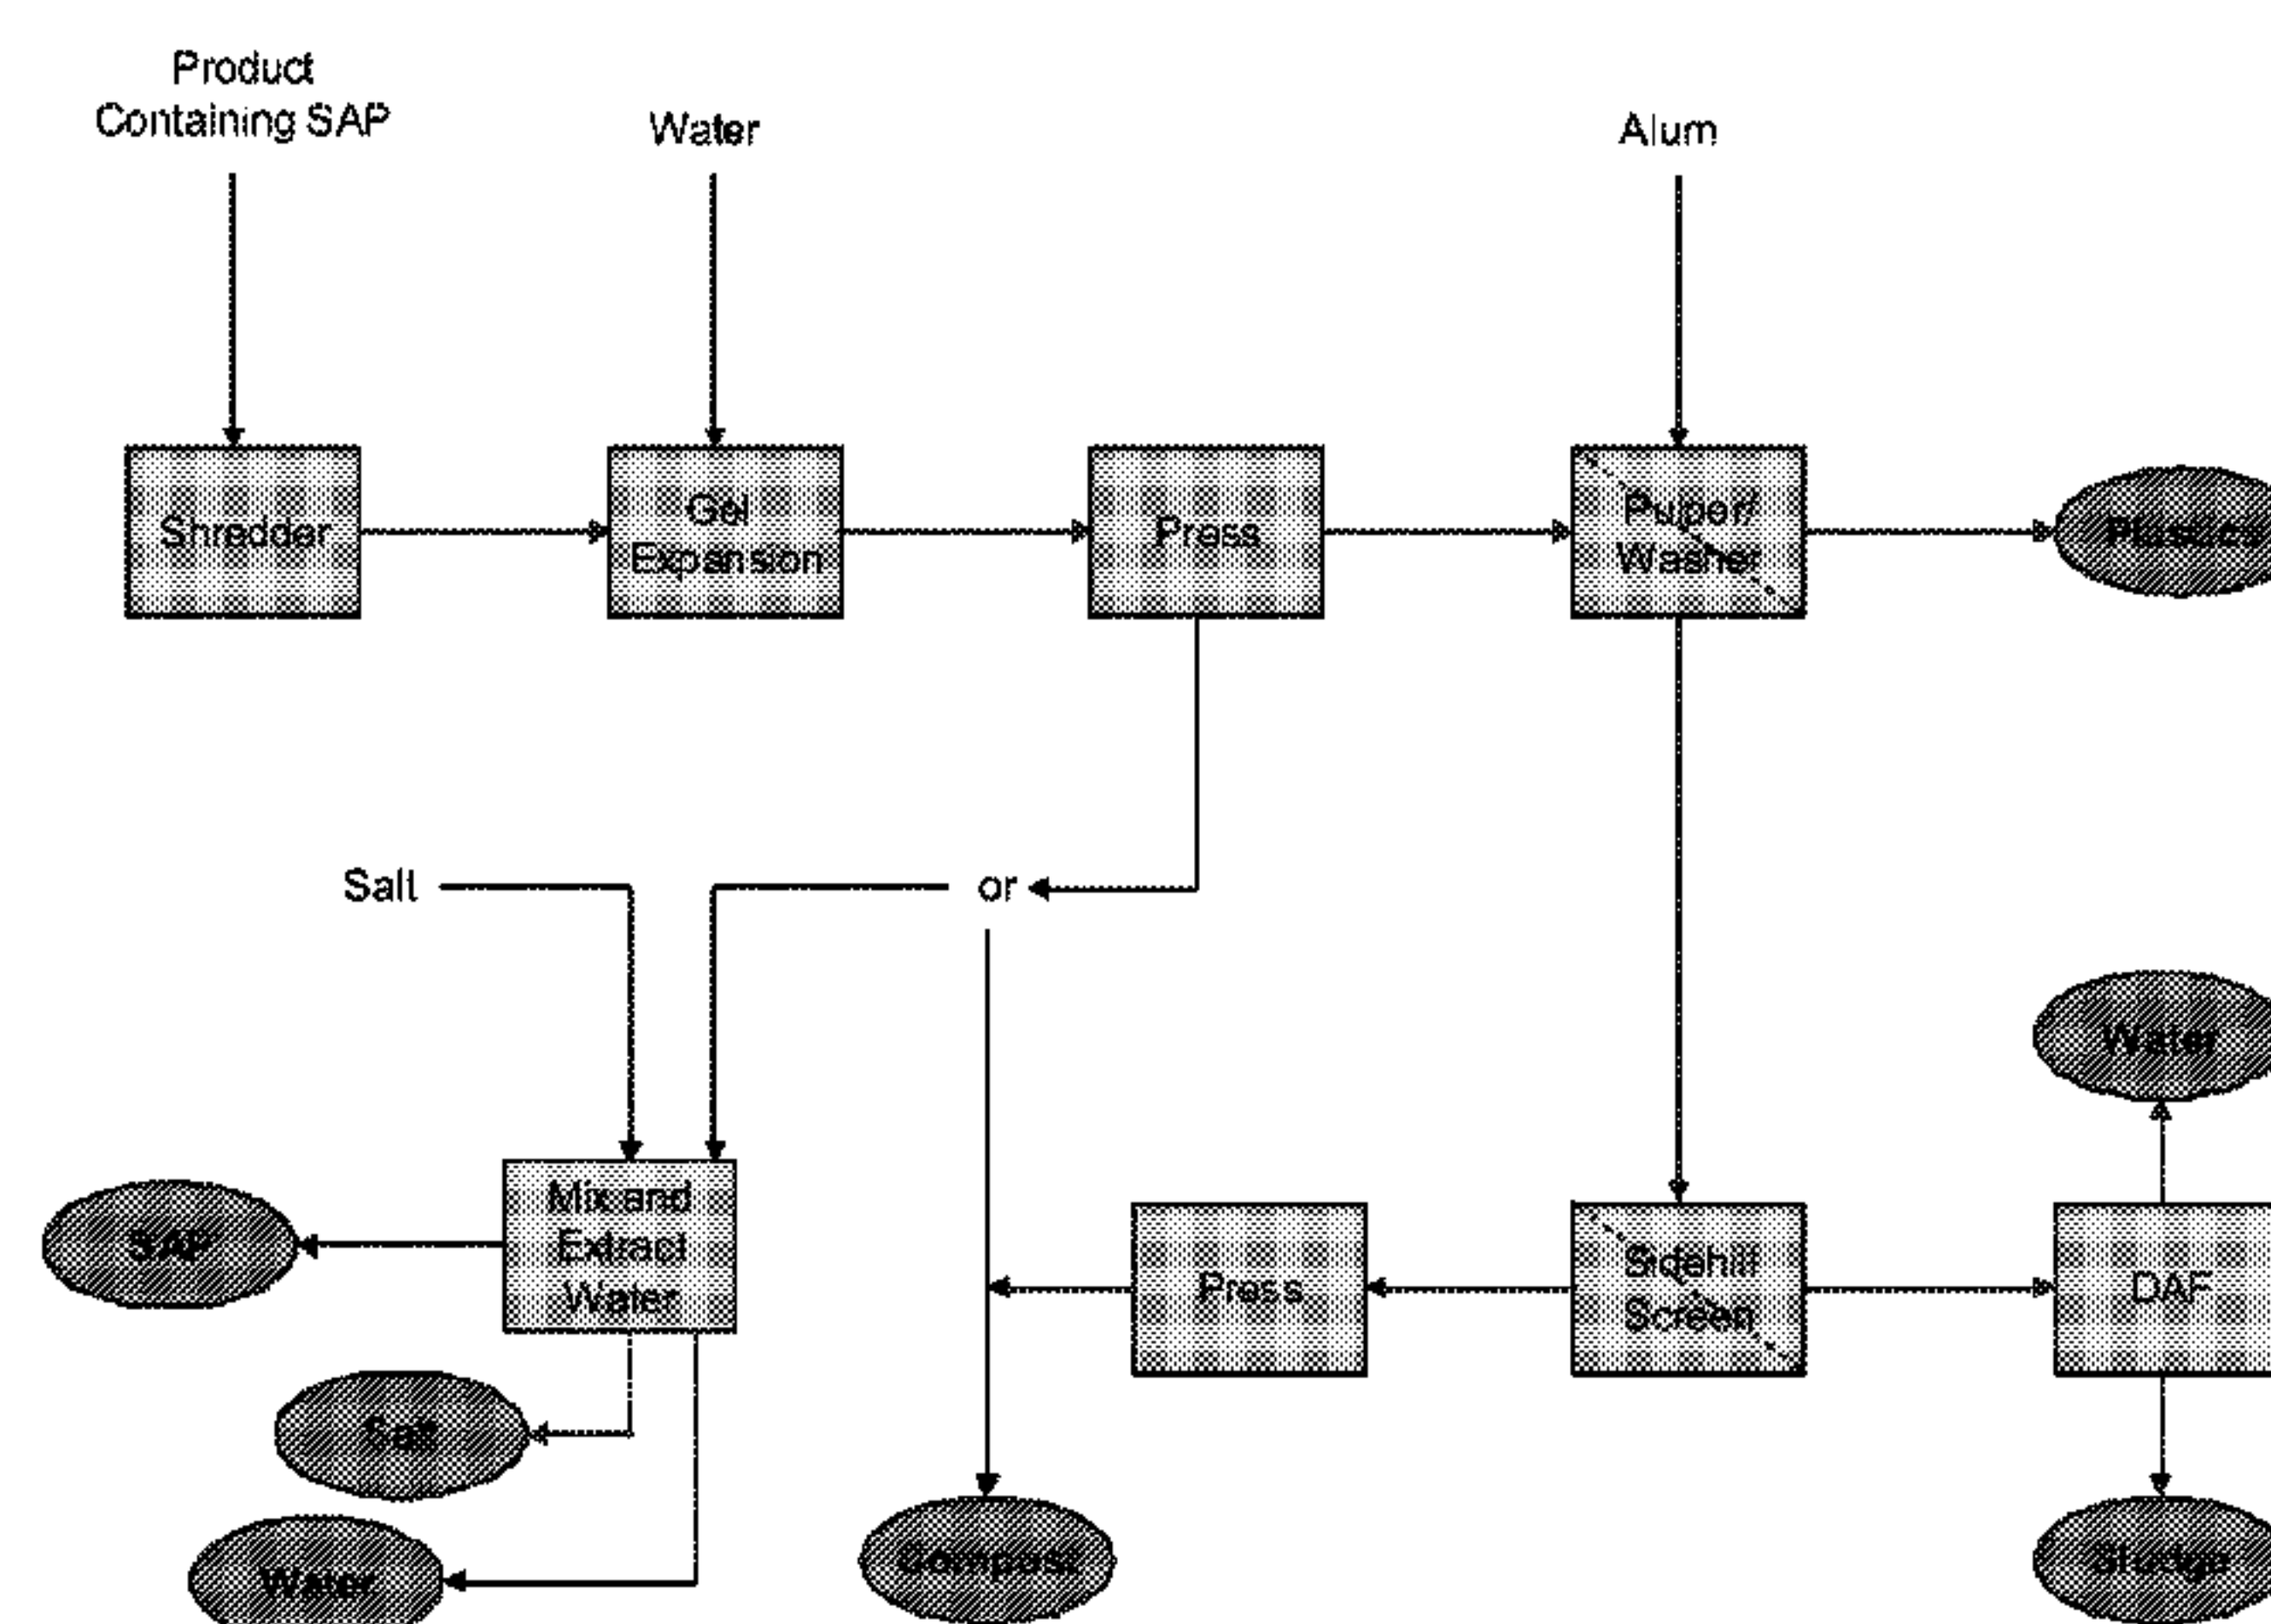 Product
Containing SAP
Water
Alum
Shredder
Gel
Expansion
Press
Pulper/
Washer
Plastics
Salt
or
Water
Mix and
Extract
Water
SAP
Press
Sidehill
Screen
DAF
Salt
Water
Compost
Sludge